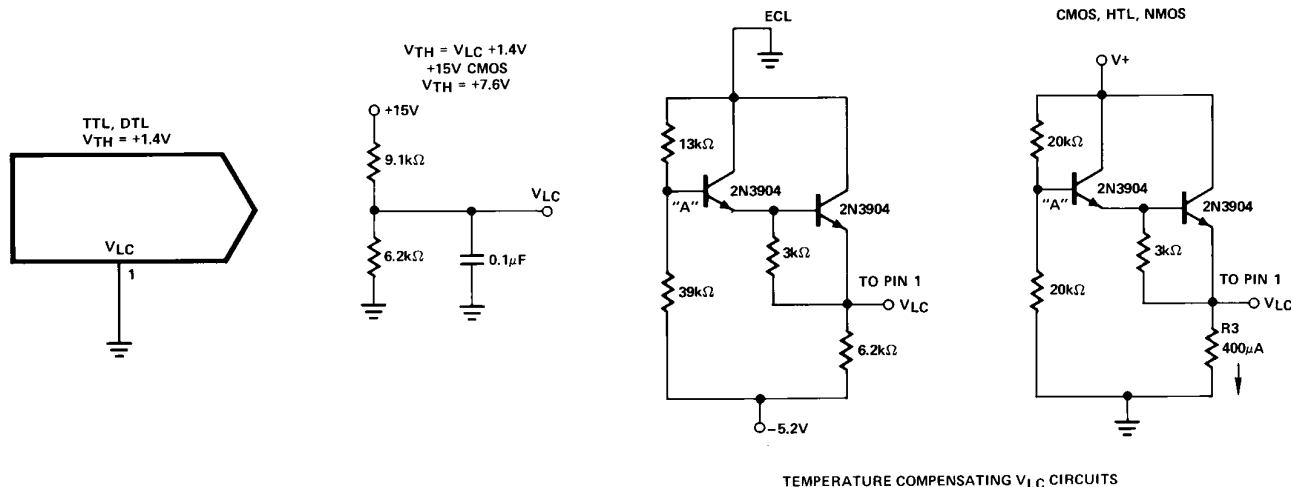 TTL, DTL
VTH = +1.4V
VLC
1
VTH = VLC +1.4V
+15V CMOS
VTH = +7.6V
+15V
9.1kΩ
VLC
6.2kΩ
0.1μF
ECL
13kΩ
2N3904
"A"
2N3904
3kΩ
39kΩ
TO PIN 1
VLC
6.2kΩ
–5.2V
CMOS, HTL, NMOS
V+
20kΩ
2N3904
"A"
2N3904
3kΩ
20kΩ
TO PIN 1
VLC
R3
400μA
TEMPERATURE COMPENSATING VLC CIRCUITS